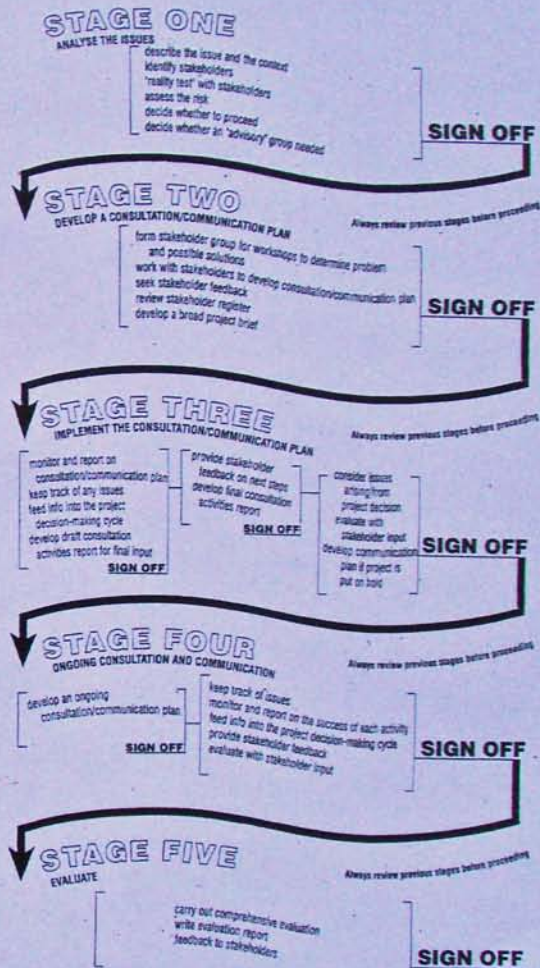 STAGE ONE
ANALYSE THE ISSUES
describe the issue and the context
identify stakeholders
'reality test' with stakeholders
assess the risk
decide whether to proceed
decide whether an 'advisory' group needed
SIGN OFF
STAGE TWO
DEVELOP A CONSULTATION/COMMUNICATION PLAN
Always review previous stages before proceeding
form stakeholder group for workshops to determine problem
and possible solutions
work with stakeholders to develop consultation/communication plan
seek stakeholder feedback
review stakeholder register
develop a broad project brief
SIGN OFF
STAGE THREE
IMPLEMENT THE CONSULTATION/COMMUNICATION PLAN
Always review previous stages before proceeding
monitor and report on
consultation/communication plan
keep track of any issues
feed info into the project
decision-making cycle
develop draft consultation
activities report for final input
SIGN OFF
provide stakeholder
feedback on next steps
develop final consultation
activities report
SIGN OFF
consider issues
arising from
project decision
evaluate with
stakeholder input
develop communication
plan if project is
put on hold
SIGN OFF
STAGE FOUR
ONGOING CONSULTATION AND COMMUNICATION
Always review previous stages before proceeding
develop an ongoing
consultation/communication plan
SIGN OFF
keep track of issues
monitor and report on the success of each activity
feed info into the project decision-making cycle
provide stakeholder feedback
evaluate with stakeholder input
SIGN OFF
STAGE FIVE
EVALUATE
Always review previous stages before proceeding
carry out comprehensive evaluation
write evaluation report
feedback to stakeholders
SIGN OFF